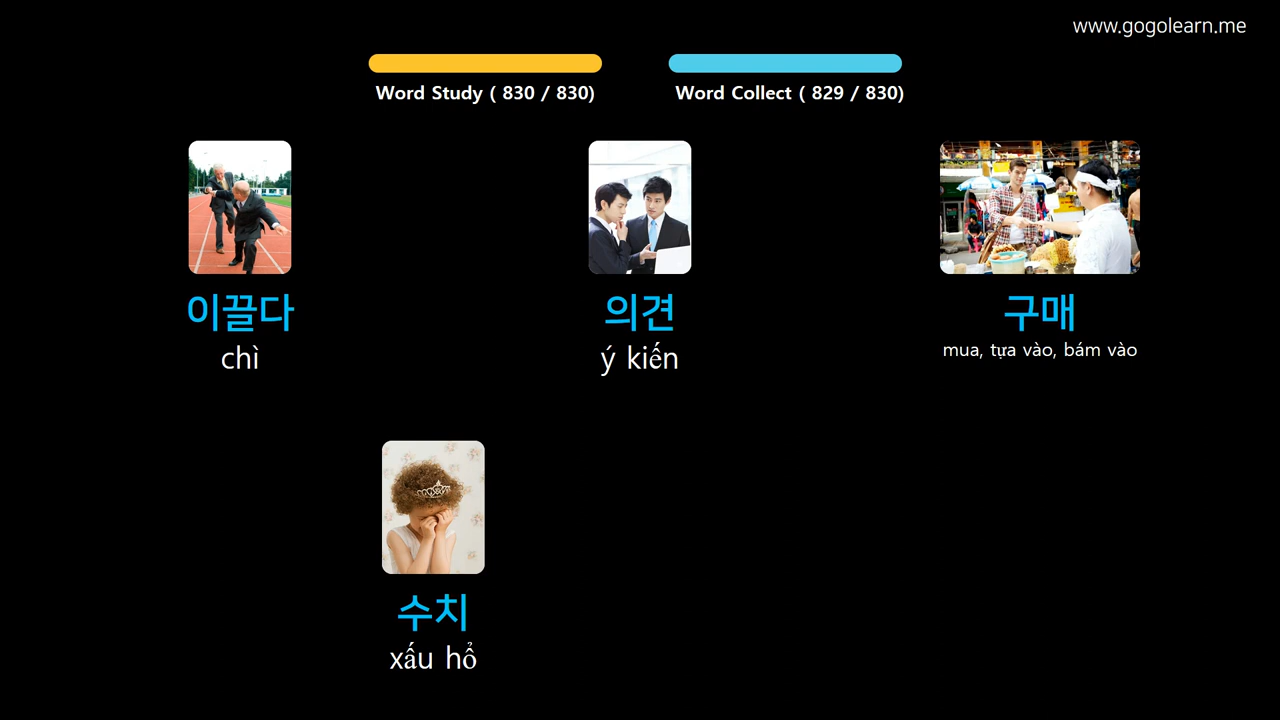 www.gogolearn.me
Word Study ( 830 / 830)
Word Collect ( 829 / 830)
이끌다
chì
의견
ý kiến
구매
mua, tựa vào, bám vào
수치
xấu hổ